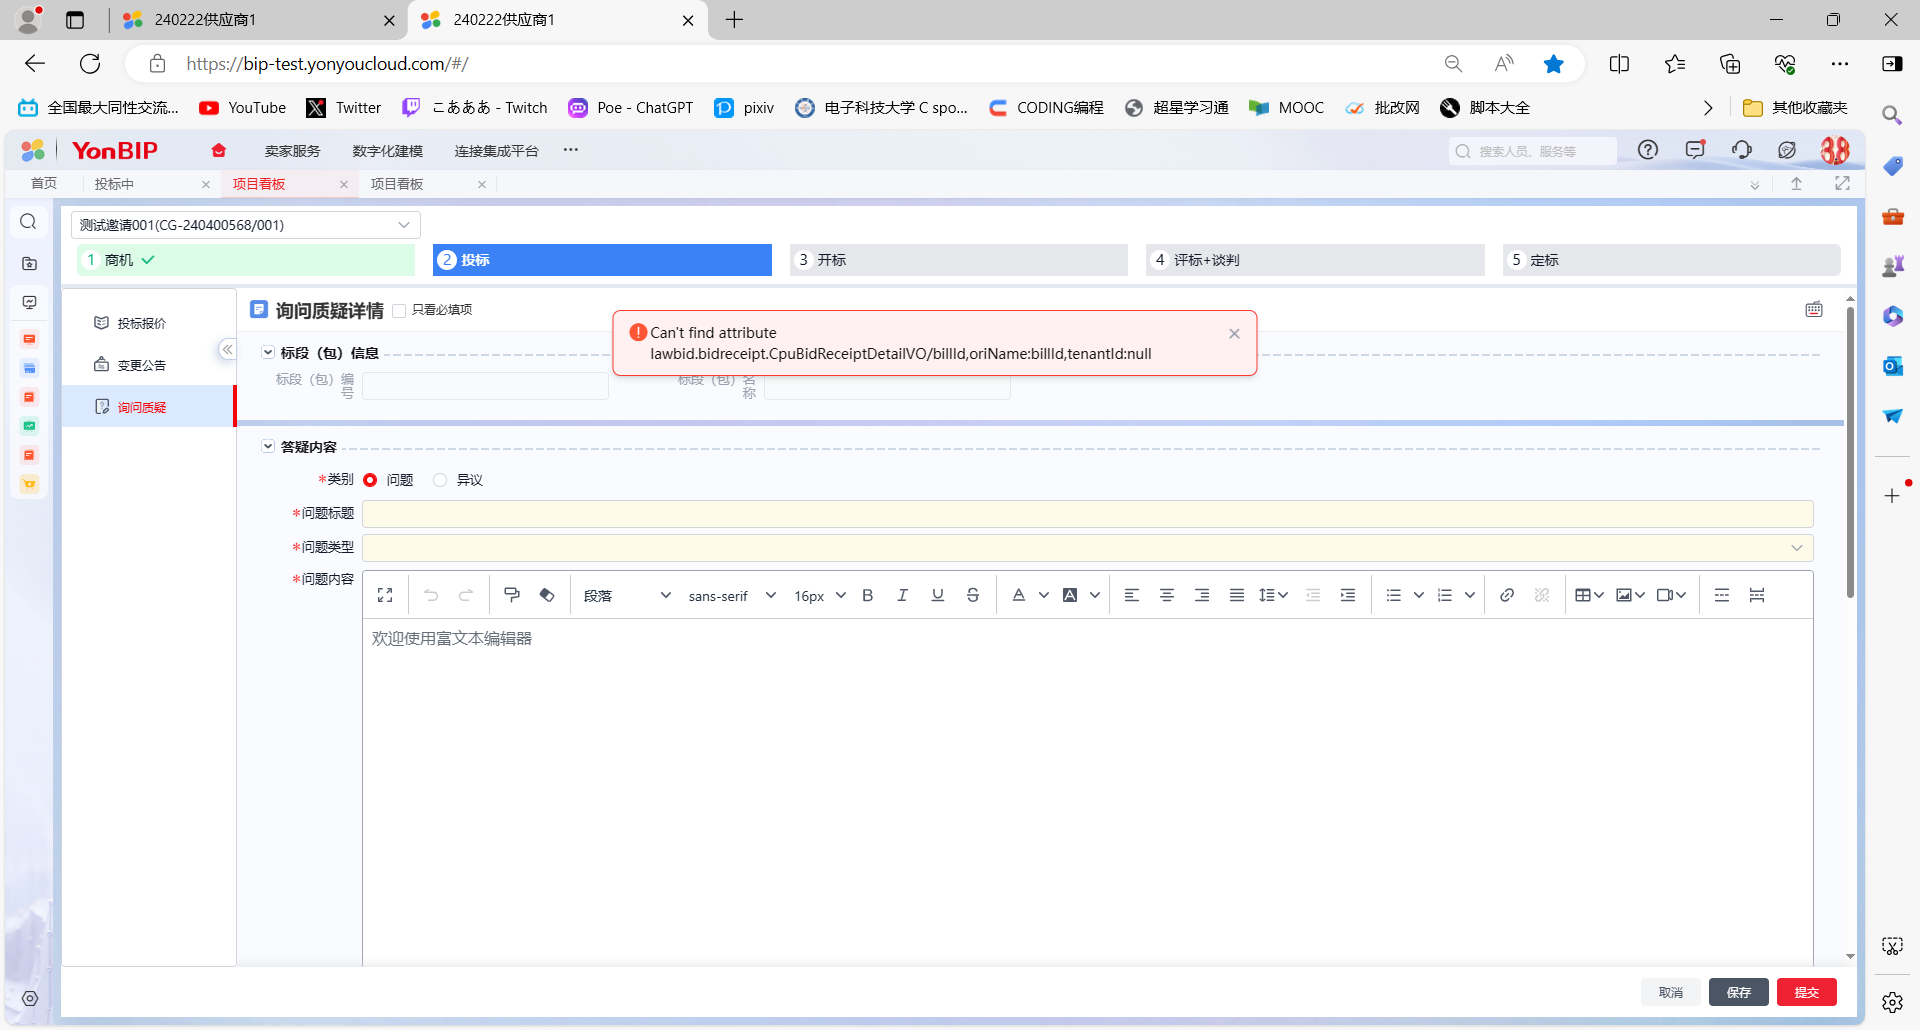 240222供应商1
240222供应商1
https://bip-test.yonyoucloud.com/#/
全国最大同性交流...
YouTube
Twitter
こあああ - Twitch
Poe - ChatGPT
pixiv
电子科技大学 C spo...
CODING编程
超星学习通
MOOC
批改网
脚本大全
其他收藏夹
YonBIP
卖家服务
数字化建模
连接集成平台
搜索人员、服务等
首页
投标中
项目看板
项目看板
测试邀请001(CG-240400568/001)
1 商机
2 投标
3 开标
4 评标+谈判
5 定标
投标报价
变更公告
询问质疑
询问质疑详情
只看必填项
Can't find attribute
lawbid.bidreceipt.CpuBidReceiptDetailVO/billId,oriName:billId,tenantId:null
标段（包）信息
标段（包）编
号
标段（包）名
称
答疑内容
*类别
问题
异议
*问题标题
*问题类型
*问题内容
段落
sans-serif
16px
欢迎使用富文本编辑器
取消
保存
提交